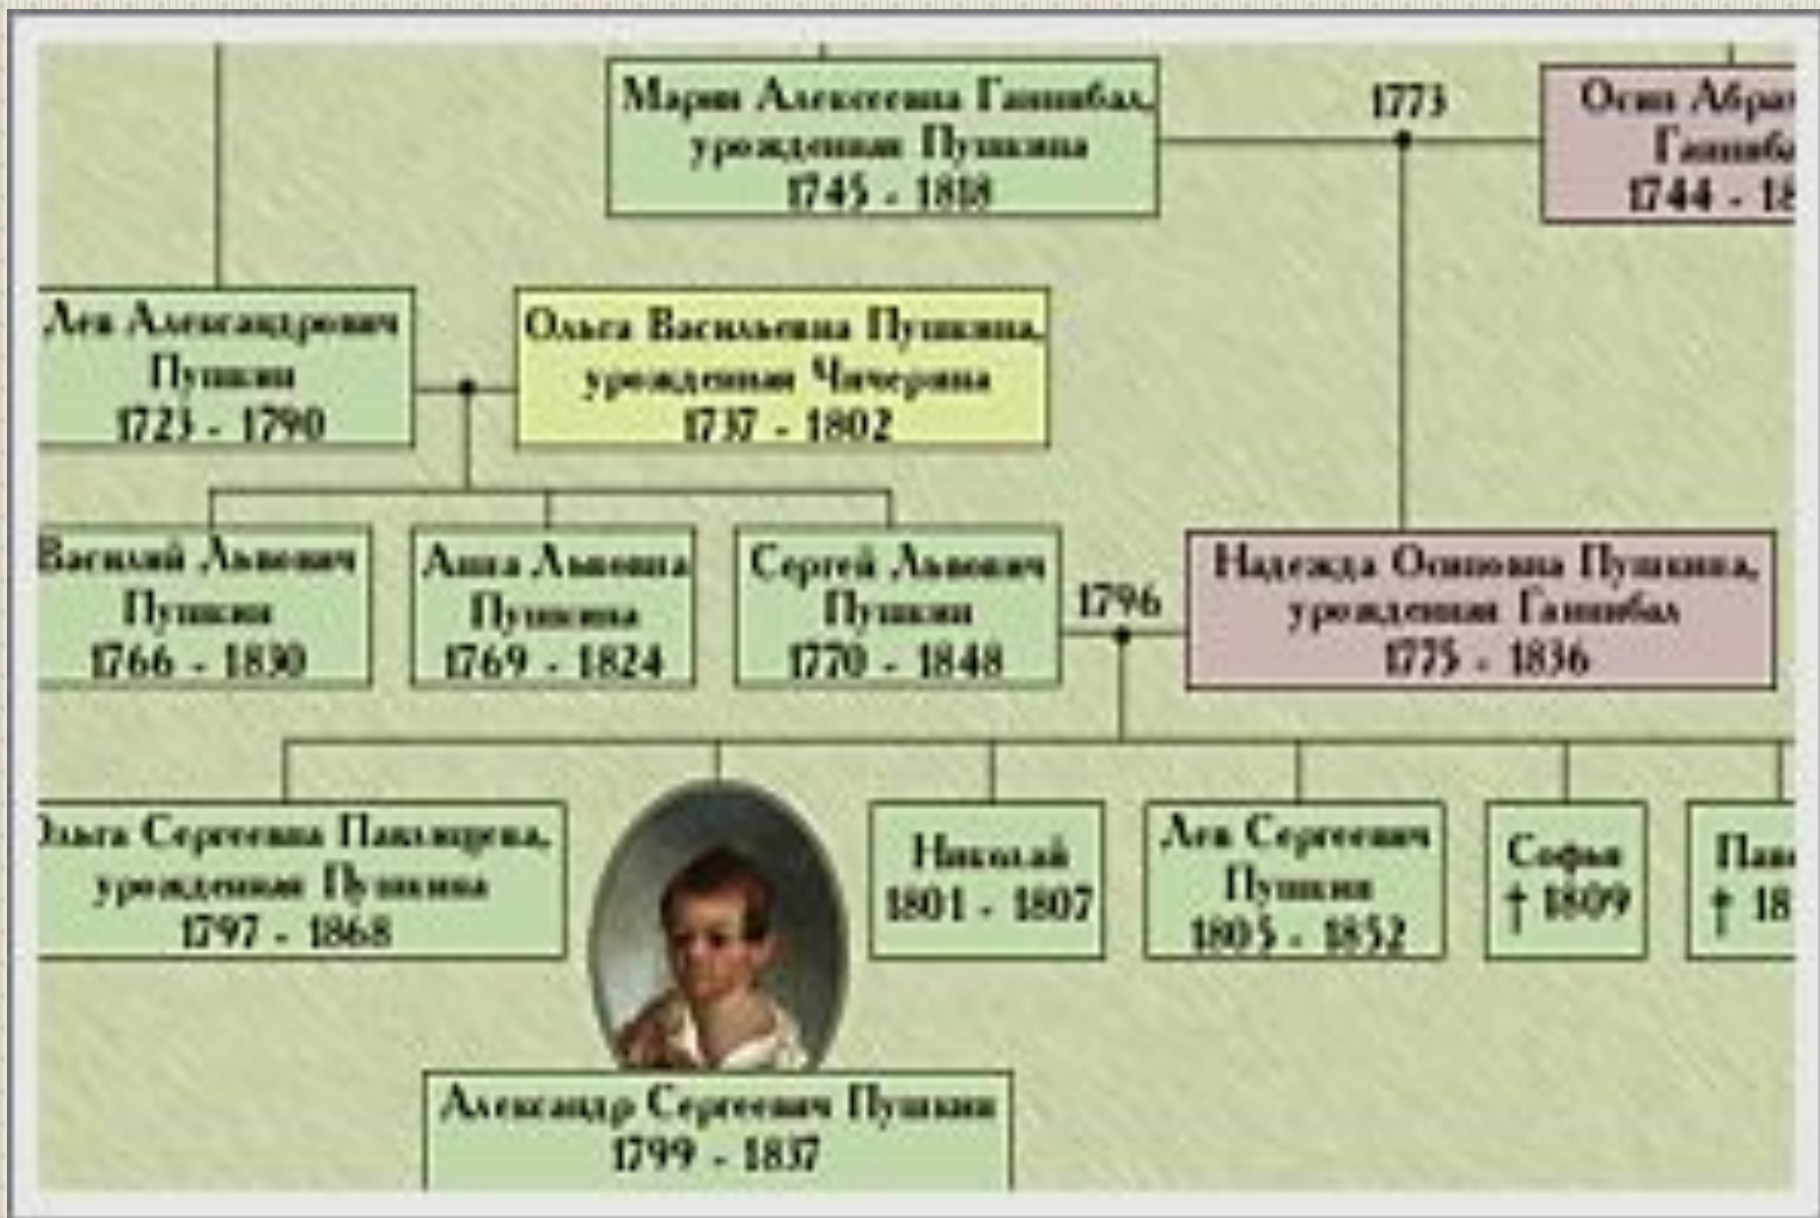 Мария Алексеевна Ганнибал,
урожденная Пушкина
1745 - 1818
1773
Осип
1744 -
Лев Александрович
Пушкин
1723 - 1790
Ольга Васильевна Пушкина,
урожденная Чичерина
1737 - 1802
Василий Львович
Пушкин
1766 - 1830
Анна Львовна
Пушкина
1769 - 1824
Сергей Львович
Пушкин
1770 - 1848
1796
Надежда Осиповна Пушкина,
урожденная Ганнибал
1775 - 1836
Ольга Сергеевна Павлищева,
урожденная Пушкина
1797 - 1868
Николай
1801 - 1807
Лев Сергеевич
Пушкин
1805 - 1852
Софья
† 1809
†
Александр Сергеевич Пушкин
1799 - 1837